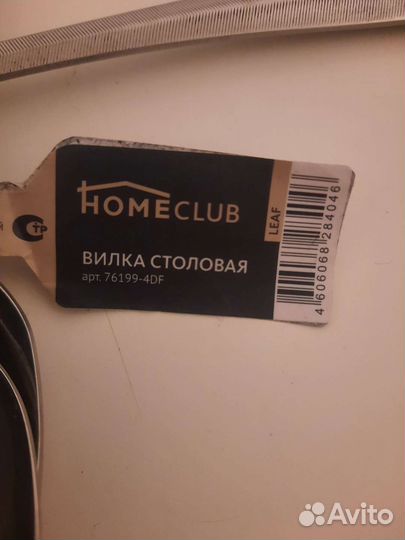 HOMECLUB
LEAF
ВИЛКА СТОЛОВАЯ
арт. 76199-4DF
4 606068 284046
Avito